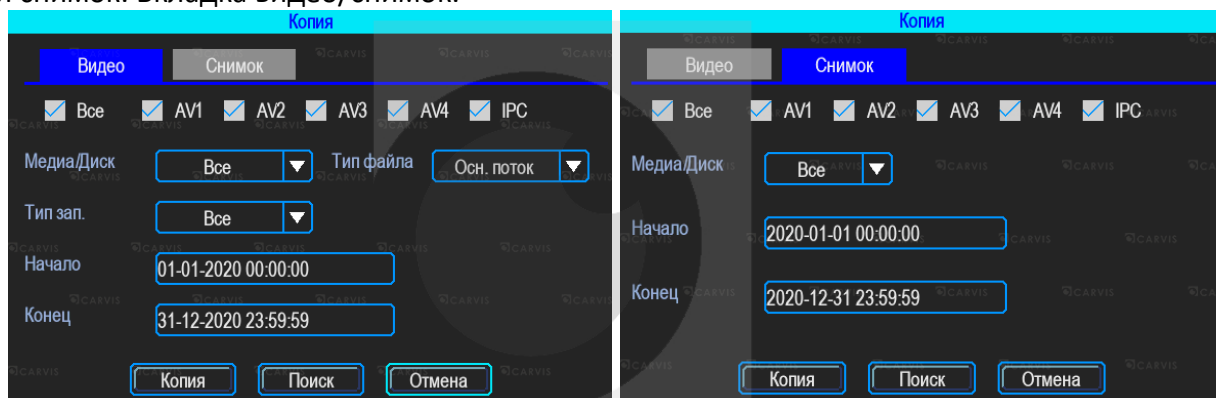 Копия
Видео Снимок
Все AV1 AV2 AV3 AV4 IPC
Медиа/Диск Все Тип файла Осн. поток
Тип зап. Все
Начало 01-01-2020 00:00:00
Конец 31-12-2020 23:59:59
Копия Поиск Отмена
Копия
Видео Снимок
Все AV1 AV2 AV3 AV4 IPC
Медиа/Диск Все
Начало 2020-01-01 00:00:00
Конец 2020-12-31 23:59:59
Копия Поиск Отмена
CARVIS